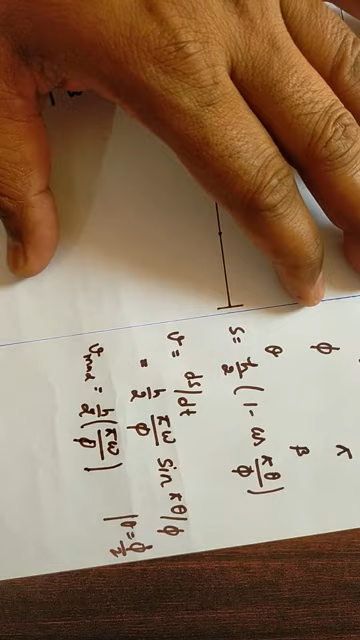 φ π
θ β
s = h/2 (1 - cos πθ/φ)
v = ds/dt
= h/2 πω/φ sin πθ/φ
vmax = h/2 (πω/φ) |θ = φ/2